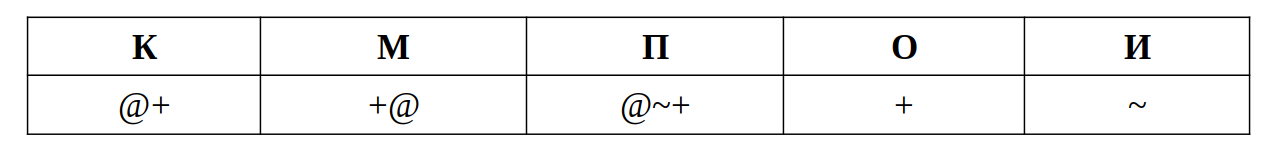 К М П О И
@+ +@ @~+ + ~